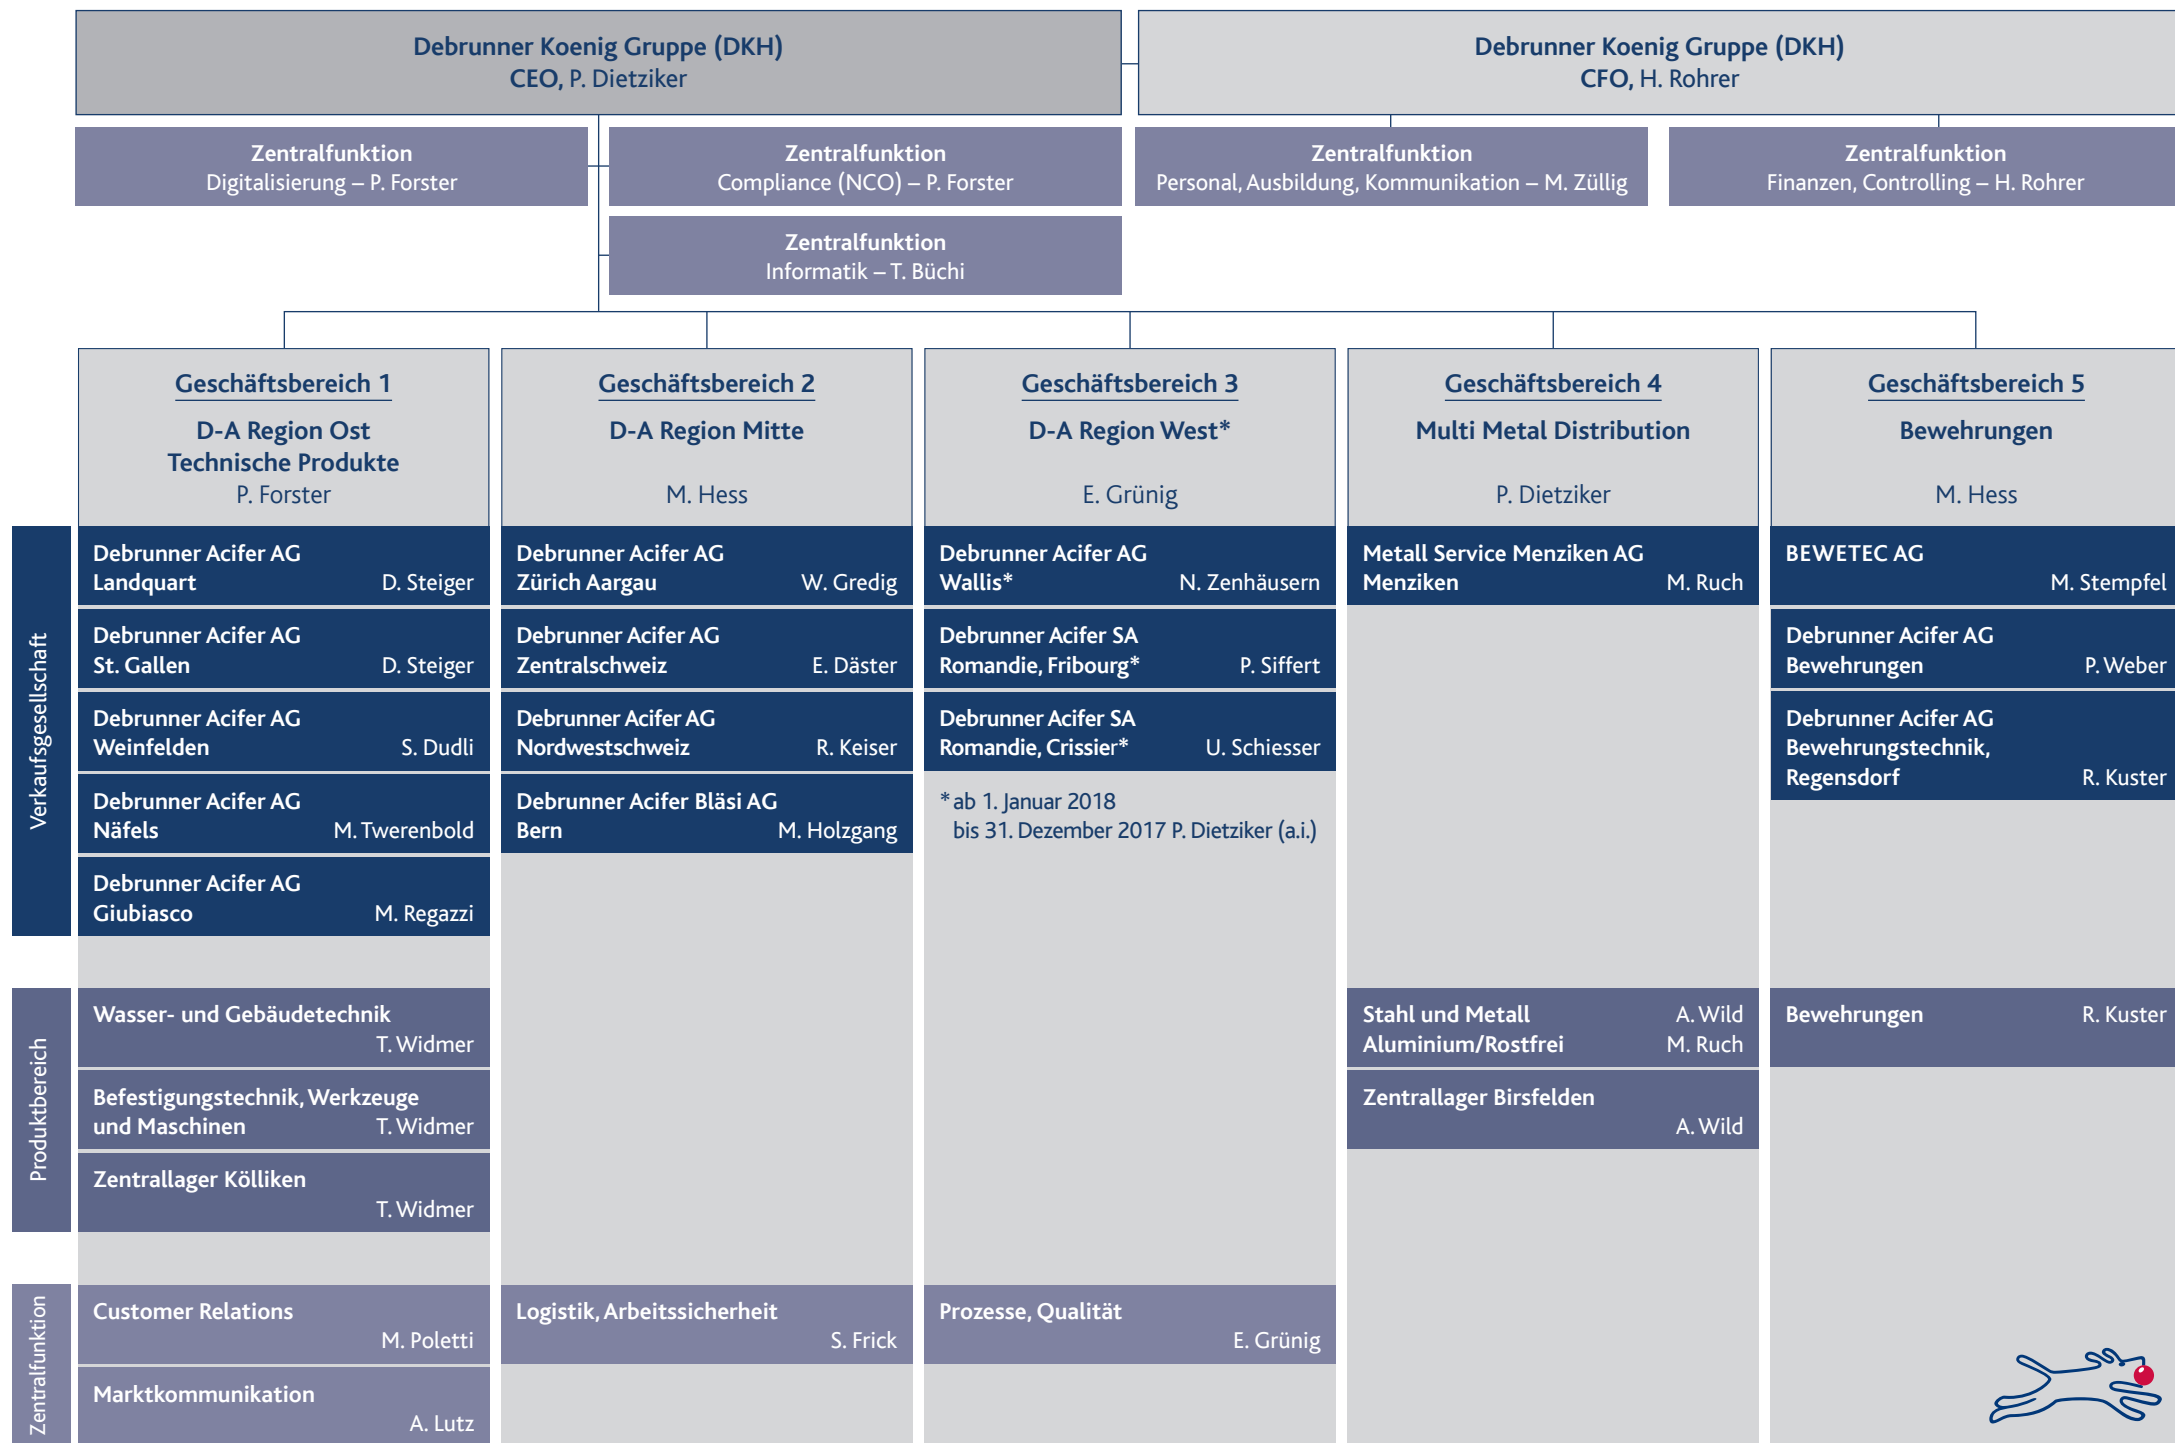 Debrunner Koenig Gruppe (DKH)
CEO, P. Dietziker
Debrunner Koenig Gruppe (DKH)
CFO, H. Rohrer
Zentralfunktion
Digitalisierung – P. Forster
Zentralfunktion
Compliance (NCO) – P. Forster
Zentralfunktion
Personal, Ausbildung, Kommunikation – M. Züllig
Zentralfunktion
Finanzen, Controlling – H. Rohrer
Zentralfunktion
Informatik – T. Büchi
Geschäftsbereich 1
D-A Region Ost
Technische Produkte
P. Forster
Geschäftsbereich 2
D-A Region Mitte
M. Hess
Geschäftsbereich 3
D-A Region West*
E. Grünig
Geschäftsbereich 4
Multi Metal Distribution
P. Dietziker
Geschäftsbereich 5
Bewehrungen
M. Hess
Verkaufsgesellschaft
Debrunner Acifer AG
Landquart D. Steiger
Debrunner Acifer AG
St. Gallen D. Steiger
Debrunner Acifer AG
Weinfelden S. Dudli
Debrunner Acifer AG
Näfels M. Twerenbold
Debrunner Acifer AG
Giubiasco M. Regazzi
Debrunner Acifer AG
Zürich Aargau W. Gredig
Debrunner Acifer AG
Zentralschweiz E. Däster
Debrunner Acifer AG
Nordwestschweiz R. Keiser
Debrunner Acifer Bläsi AG
Bern M. Holzgang
Debrunner Acifer AG
Wallis* N. Zenhäusern
Debrunner Acifer SA
Romandie, Fribourg* P. Siffert
Debrunner Acifer SA
Romandie, Crissier* U. Schiesser
* ab 1. Januar 2018
bis 31. Dezember 2017 P. Dietziker (a.i.)
Metall Service Menziken AG
Menziken M. Ruch
BEWETEC AG
M. Stempfel
Debrunner Acifer AG
Bewehrungen P. Weber
Debrunner Acifer AG
Bewehrungstechnik,
Regensdorf R. Kuster
Produktbereich
Wasser- und Gebäudetechnik
T. Widmer
Befestigungstechnik, Werkzeuge
und Maschinen T. Widmer
Zentrallager Kölliken
T. Widmer
Stahl und Metall A. Wild
Aluminium/Rostfrei M. Ruch
Zentrallager Birsfelden
A. Wild
Bewehrungen R. Kuster
Zentralfunktion
Customer Relations
M. Poletti
Marktkommunikation
A. Lutz
Logistik, Arbeitssicherheit
S. Frick
Prozesse, Qualität
E. Grünig